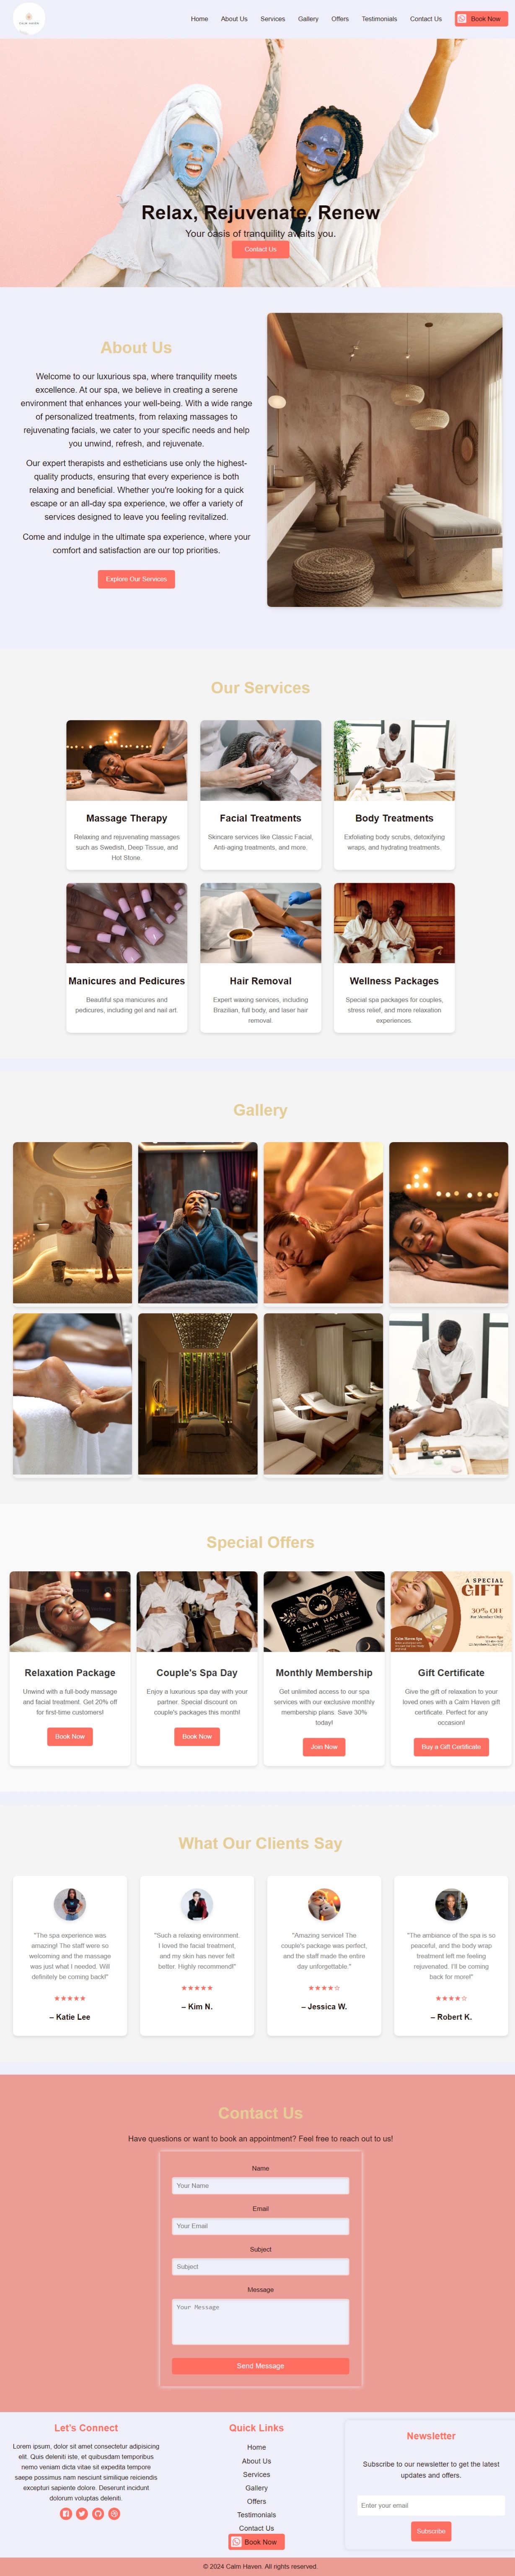 CALM HAVEN
Home About Us Services Gallery Offers Testimonials Contact Us Book Now
Relax, Rejuvenate, Renew
Your oasis of tranquility awaits you.
Contact Us
About Us
Welcome to our luxurious spa, where tranquility meets
excellence. At our spa, we believe in creating a serene
environment that enhances your well-being. With a wide range
of personalized treatments, from relaxing massages to
rejuvenating facials, we cater to your specific needs and help
you unwind, refresh, and rejuvenate.
Our expert therapists and estheticians use only the highest-
quality products, ensuring that every experience is both
relaxing and beneficial. Whether you're looking for a quick
escape or an all-day spa experience, we offer a variety of
services designed to leave you feeling revitalized.
Come and indulge in the ultimate spa experience, where your
comfort and satisfaction are our top priorities.
Explore Our Services
Our Services
Massage Therapy
Relaxing and rejuvenating massages
such as Swedish, Deep Tissue, and
Hot Stone.
Facial Treatments
Skincare services like Classic Facial,
Anti-aging treatments, and more.
Body Treatments
Exfoliating body scrubs, detoxifying
wraps, and hydrating treatments.
Manicures and Pedicures
Beautiful spa manicures and
pedicures, including gel and nail art.
Hair Removal
Expert waxing services, including
Brazilian, full body, and laser hair
removal.
Wellness Packages
Special spa packages for couples,
stress relief, and more relaxation
experiences.
Gallery
Special Offers
Relaxation Package
Unwind with a full-body massage
and facial treatment. Get 20% off
for first-time customers!
Book Now
Couple's Spa Day
Enjoy a luxurious spa day with your
partner. Special discount on
couple's packages this month!
Book Now
CALM HAVEN
Monthly Membership
Get unlimited access to our spa
services with our exclusive monthly
membership plans. Save 30%
today!
Join Now
A SPECIAL
GIFT
30% OFF
For Member Only
Calm Haven Spa
Gift Certificate
Give the gift of relaxation to your
loved ones with a Calm Haven gift
certificate. Perfect for any
occasion!
Buy a Gift Certificate
What Our Clients Say
"The spa experience was
amazing! The staff were so
welcoming and the massage
was just what I needed. Will
definitely be coming back!"
★★★★★
– Katie Lee
"Such a relaxing environment
I loved the facial treatment,
and my skin has never felt
better. Highly recommend!"
★★★★★
– Kim N.
"Amazing service! The
couple's package was perfect,
and the staff made the entire
day unforgettable."
★★★★☆
– Jessica W.
"The ambiance of the spa is so
peaceful, and the body wrap
treatment left me feeling
rejuvenated. I'll be coming
back for more!"
★★★★☆
– Robert K.
Contact Us
Have questions or want to book an appointment? Feel free to reach out to us!
Name
Your Name
Email
Your Email
Subject
Subject
Message
Your Message
Send Message
Let's Connect
Lorem ipsum, dolor sit amet consectetur adipisicing
elit. Quis deleniti iste, et quibusdam temporibus
nemo veniam dicta vitae sit expedita tempore
saepe possimus nam nesciunt similique reiciendis
excepturi sapiente dolore. Deserunt incidunt
dolorum voluptas deleniti.
Quick Links
Home
About Us
Services
Gallery
Offers
Testimonials
Contact Us
Book Now
Newsletter
Subscribe to our newsletter to get the latest
updates and offers.
Enter your email
Subscribe
© 2024 Calm Haven. All rights reserved.